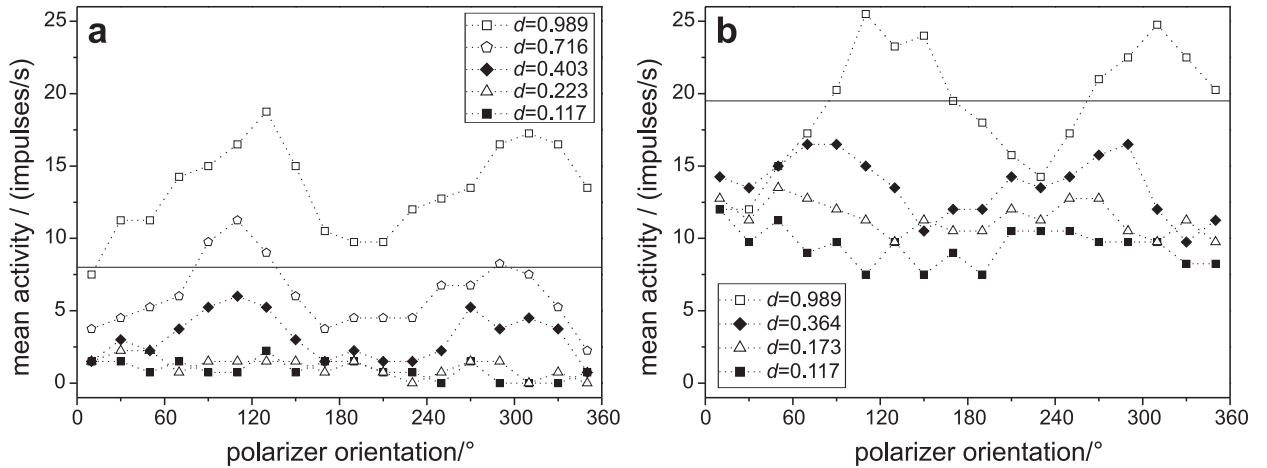 a
d=0.989
d=0.716
d=0.403
d=0.223
d=0.117
25
20
15
10
5
0
mean activity / (impulses/s)
0 60 120 180 240 300 360
polarizer orientation/°
b
d=0.989
d=0.364
d=0.173
d=0.117
25
20
15
10
5
0
mean activity / (impulses/s)
0 60 120 180 240 300 360
polarizer orientation/°